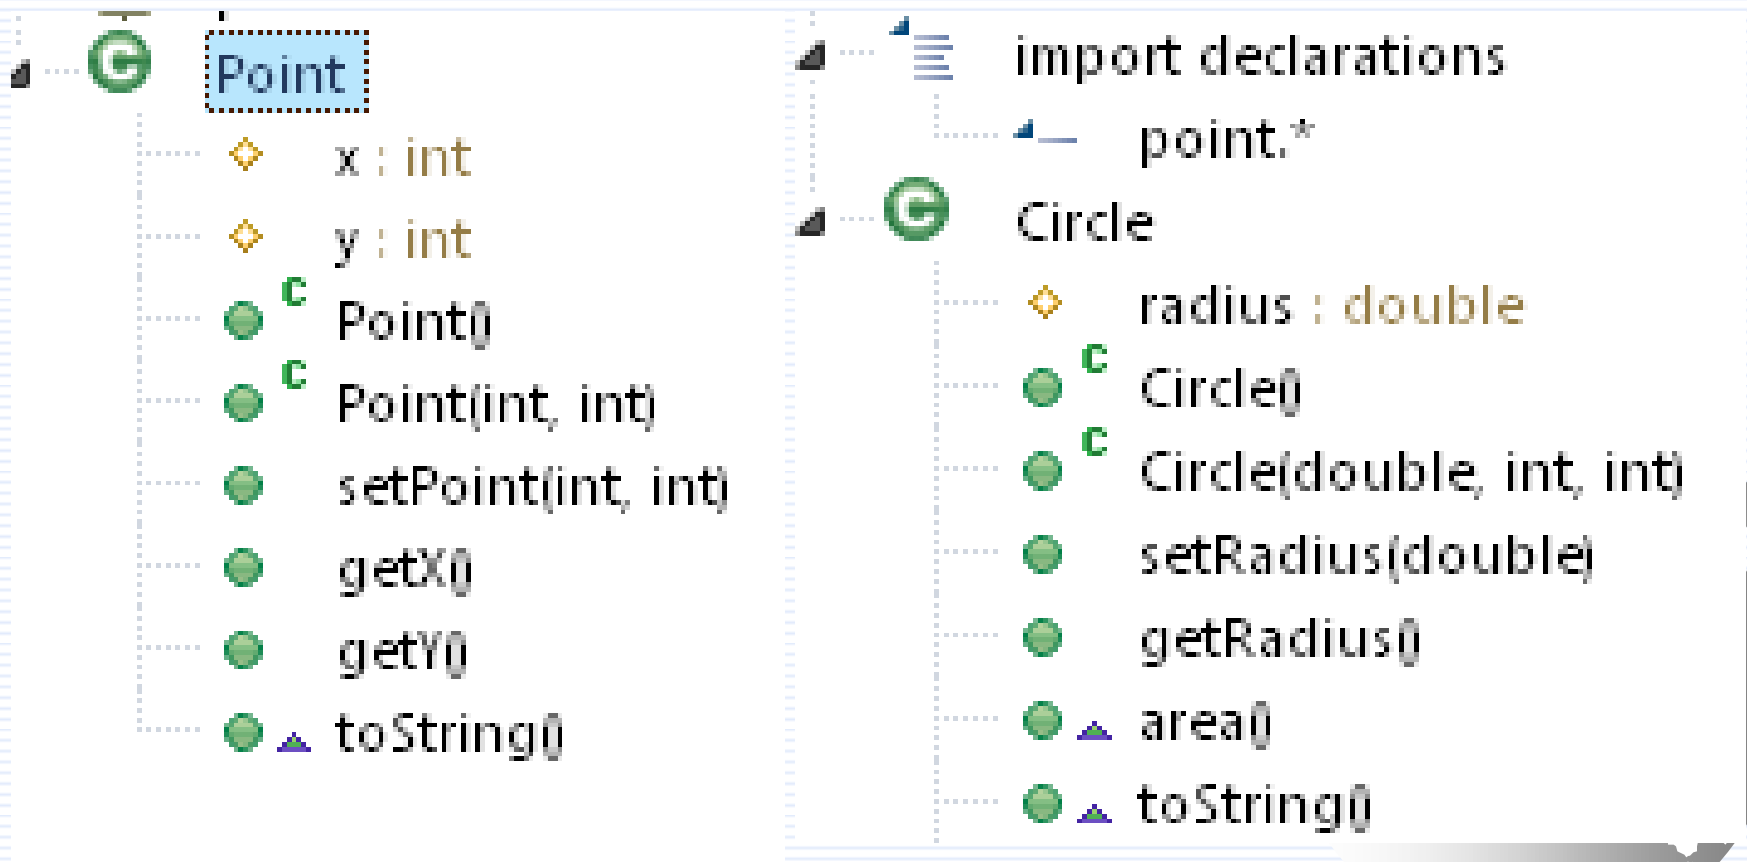 Point
x : int
y : int
Point()
Point(int, int)
setPoint(int, int)
getX()
getY()
toString()
import declarations
point.*
Circle
radius : double
Circle()
Circle(double, int, int)
setRadius(double)
getRadius()
area()
toString()